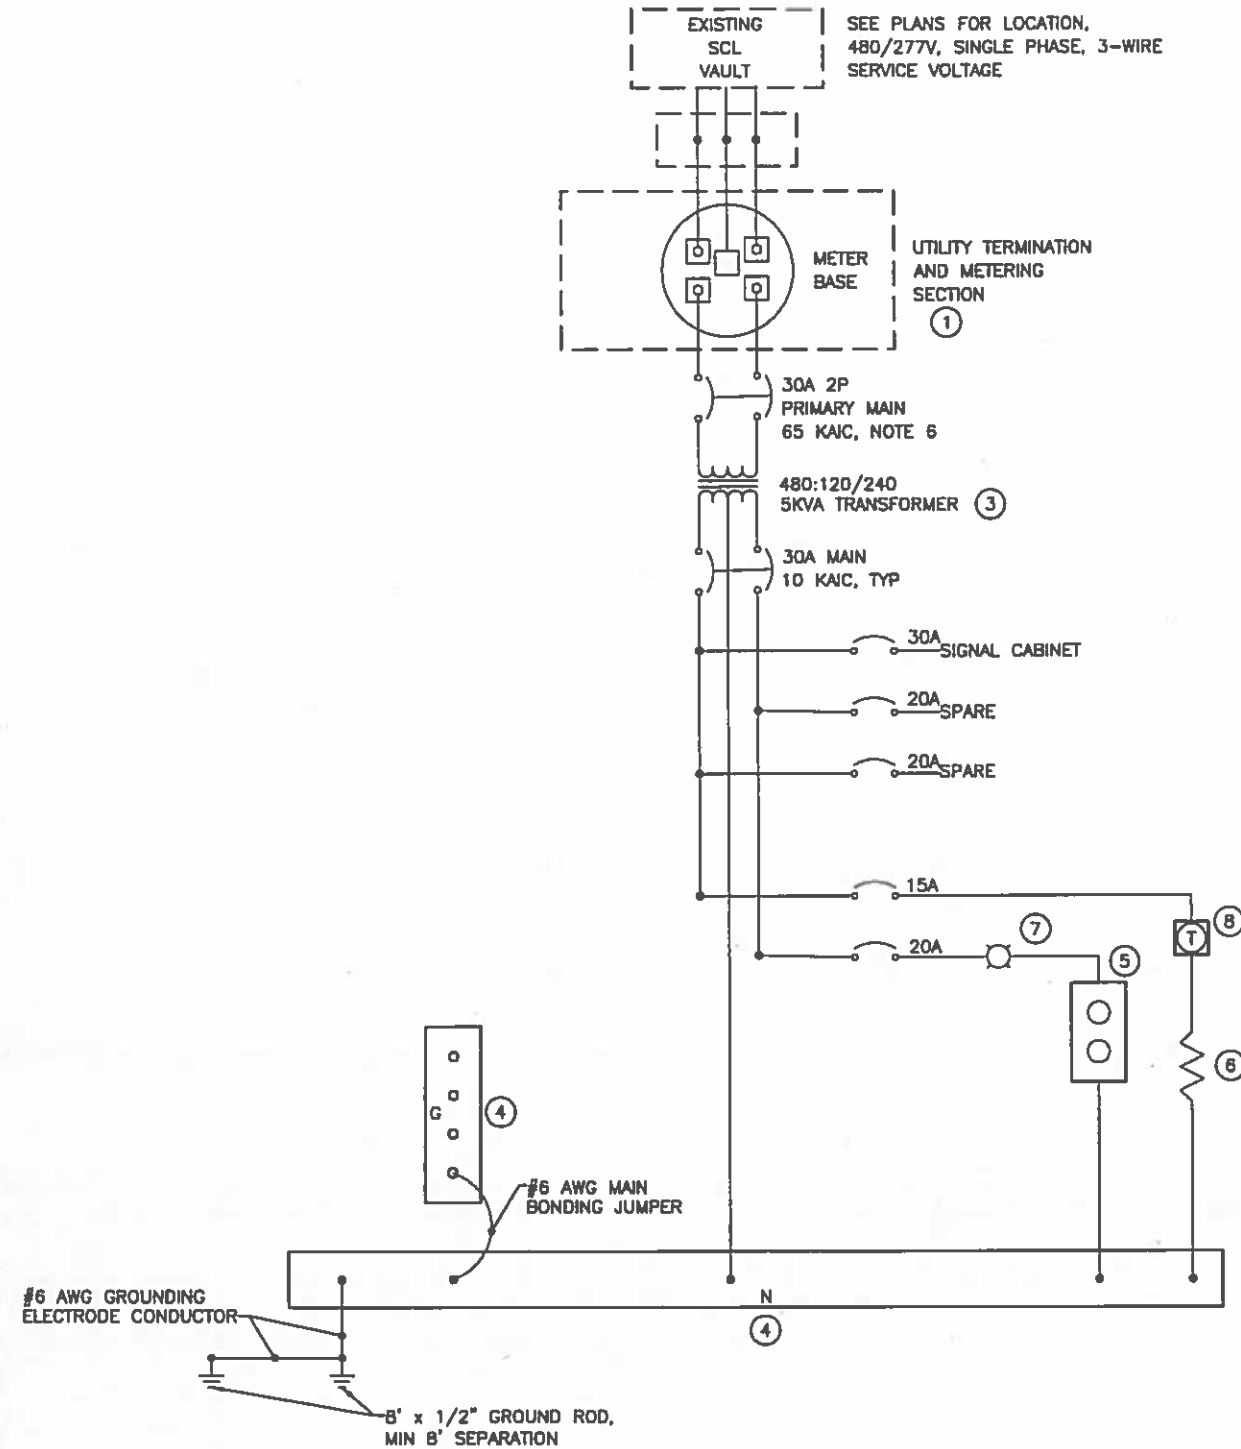 EXISTING
SCL
VAULT
SEE PLANS FOR LOCATION,
480/277V, SINGLE PHASE, 3-WIRE
SERVICE VOLTAGE
METER
BASE
UTILITY TERMINATION
AND METERING
SECTION
1
30A 2P
PRIMARY MAIN
65 KAIC, NOTE 6
480:120/240
5KVA TRANSFORMER 3
30A MAIN
10 KAIC, TYP
30A SIGNAL CABINET
20A SPARE
20A SPARE
15A
8
T
7
20A
5
6
G 4
#6 AWG MAIN
BONDING JUMPER
N
4
#6 AWG GROUNDING
ELECTRODE CONDUCTOR
8' x 1/2" GROUND ROD,
MIN 8' SEPARATION